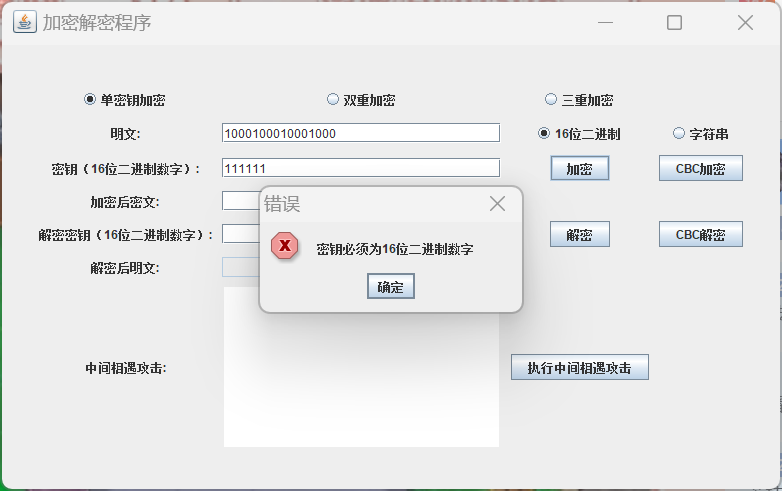 加密解密程序
单密钥加密 双重加密 三重加密
明文: 1000100010001000 16位二进制 字符串
密钥（16位二进制数字）: 111111 加密 CBC加密
加密后密文:
错误
解密密钥（16位二进制数字）: 解密 CBC解密
密钥必须为16位二进制数字
解密后明文:
确定
中间相遇攻击: 执行中间相遇攻击